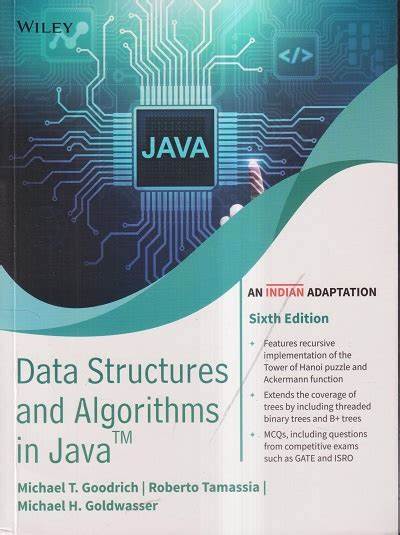 WILEY
</>
JAVA
AN INDIAN ADAPTATION
Sixth Edition
+ Features recursive
implementation of the
Tower of Hanoi puzzle and
Ackermann function
+ Extends the coverage of
trees by including threaded
binary trees and B+ trees
+ MCQs, including questions
from competitive exams
such as GATE and ISRO
Data Structures
and Algorithms
in Java™
Michael T. Goodrich | Roberto Tamassia |
Michael H. Goldwasser